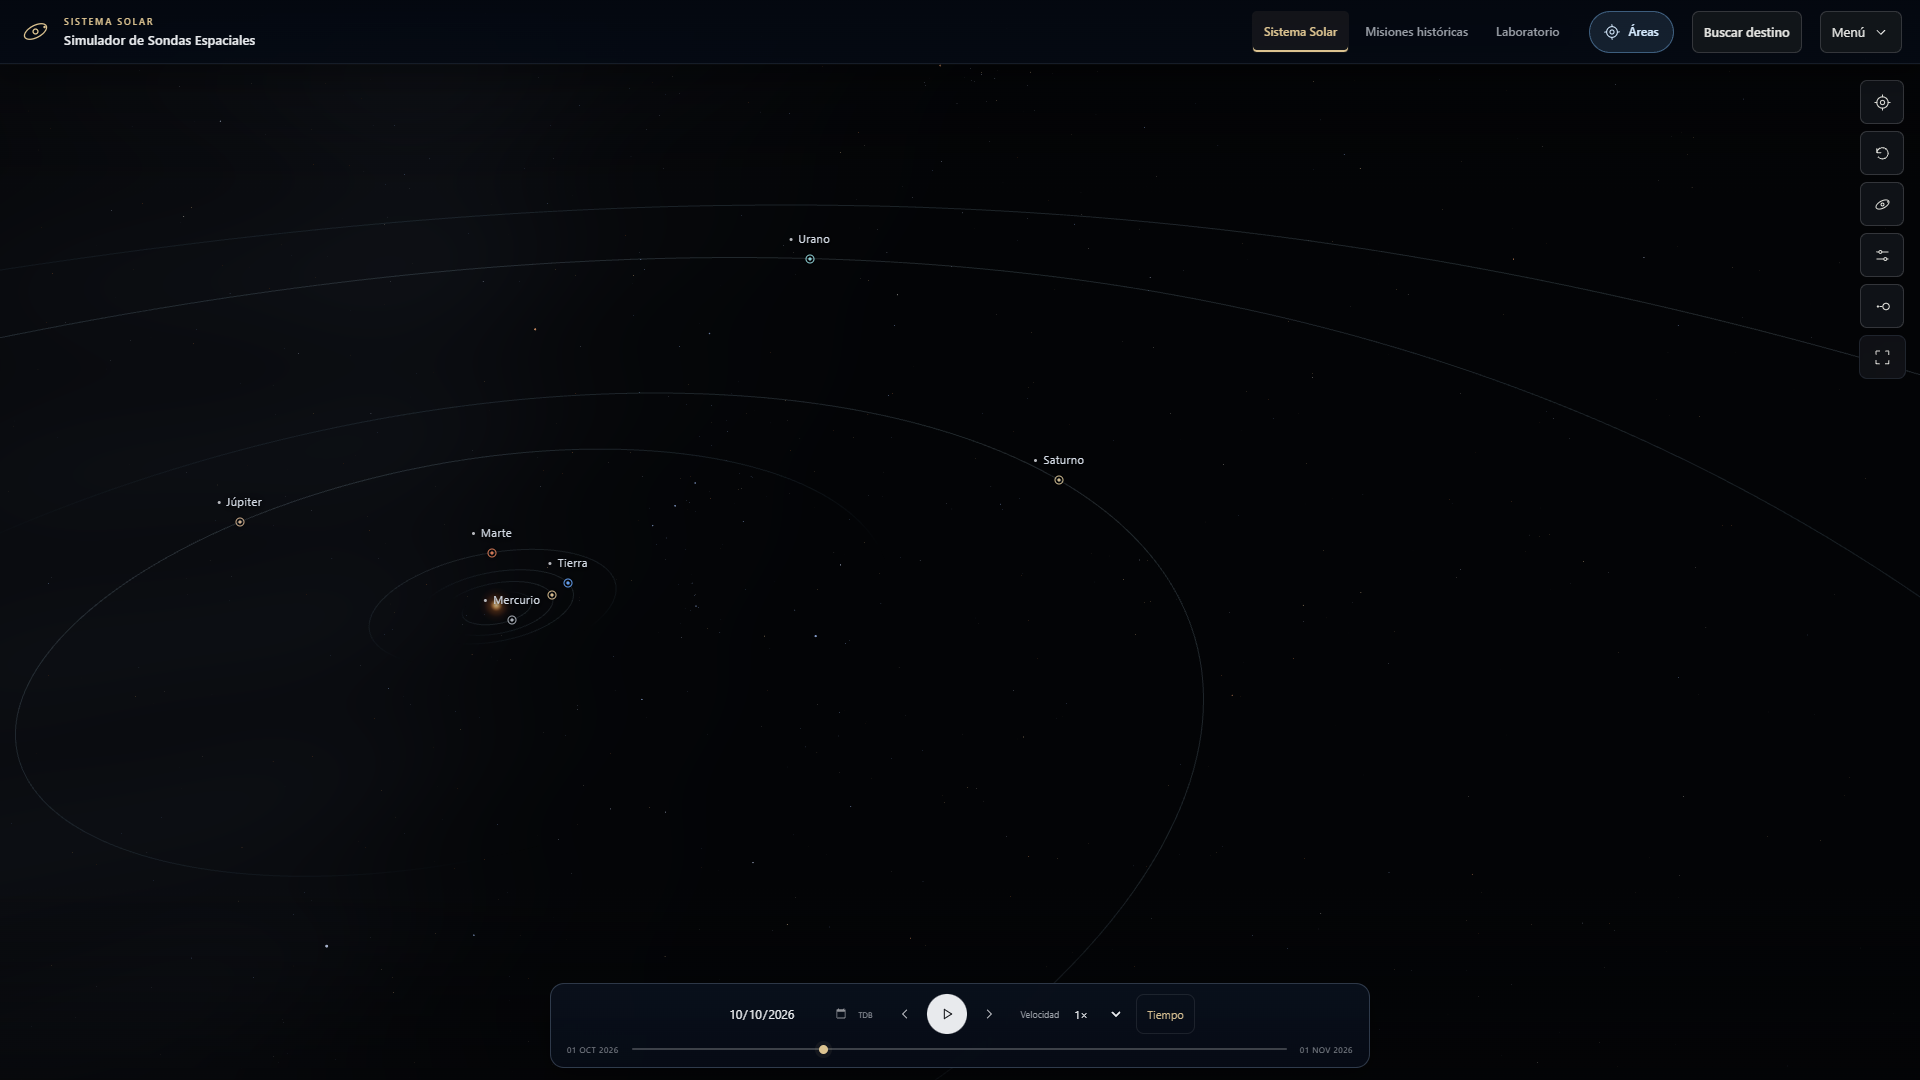 SISTEMA SOLAR
Simulador de Sondas Espaciales
Sistema Solar
Misiones históricas
Laboratorio
Áreas
Buscar destino
Menú
Urano
Saturno
Júpiter
Marte
Tierra
Mercurio
10/10/2026
TDB
Velocidad
1×
Tiempo
01 OCT 2026
01 NOV 2026